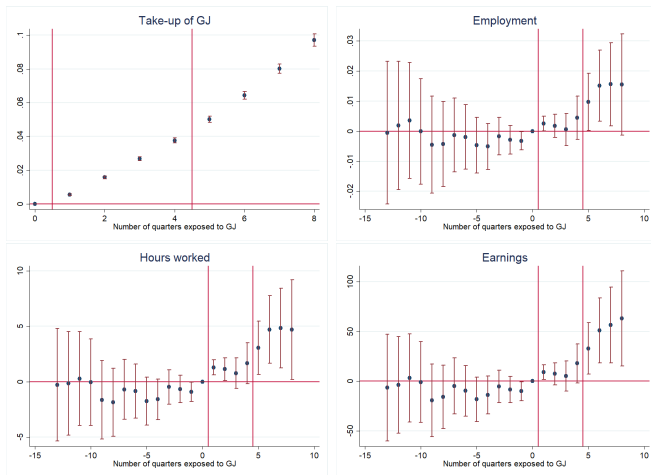 Take-up of GJ
.1
.08
.06
.04
.02
0
0 2 4 6 8
Number of quarters exposed to GJ
Employment
.03
.02
.01
0
-.01
-.02
-15 -10 -5 0 5 10
Number of quarters exposed to GJ
Hours worked
10
5
0
-5
-15 -10 -5 0 5 10
Number of quarters exposed to GJ
Earnings
100
50
0
-50
-15 -10 -5 0 5 10
Number of quarters exposed to GJ